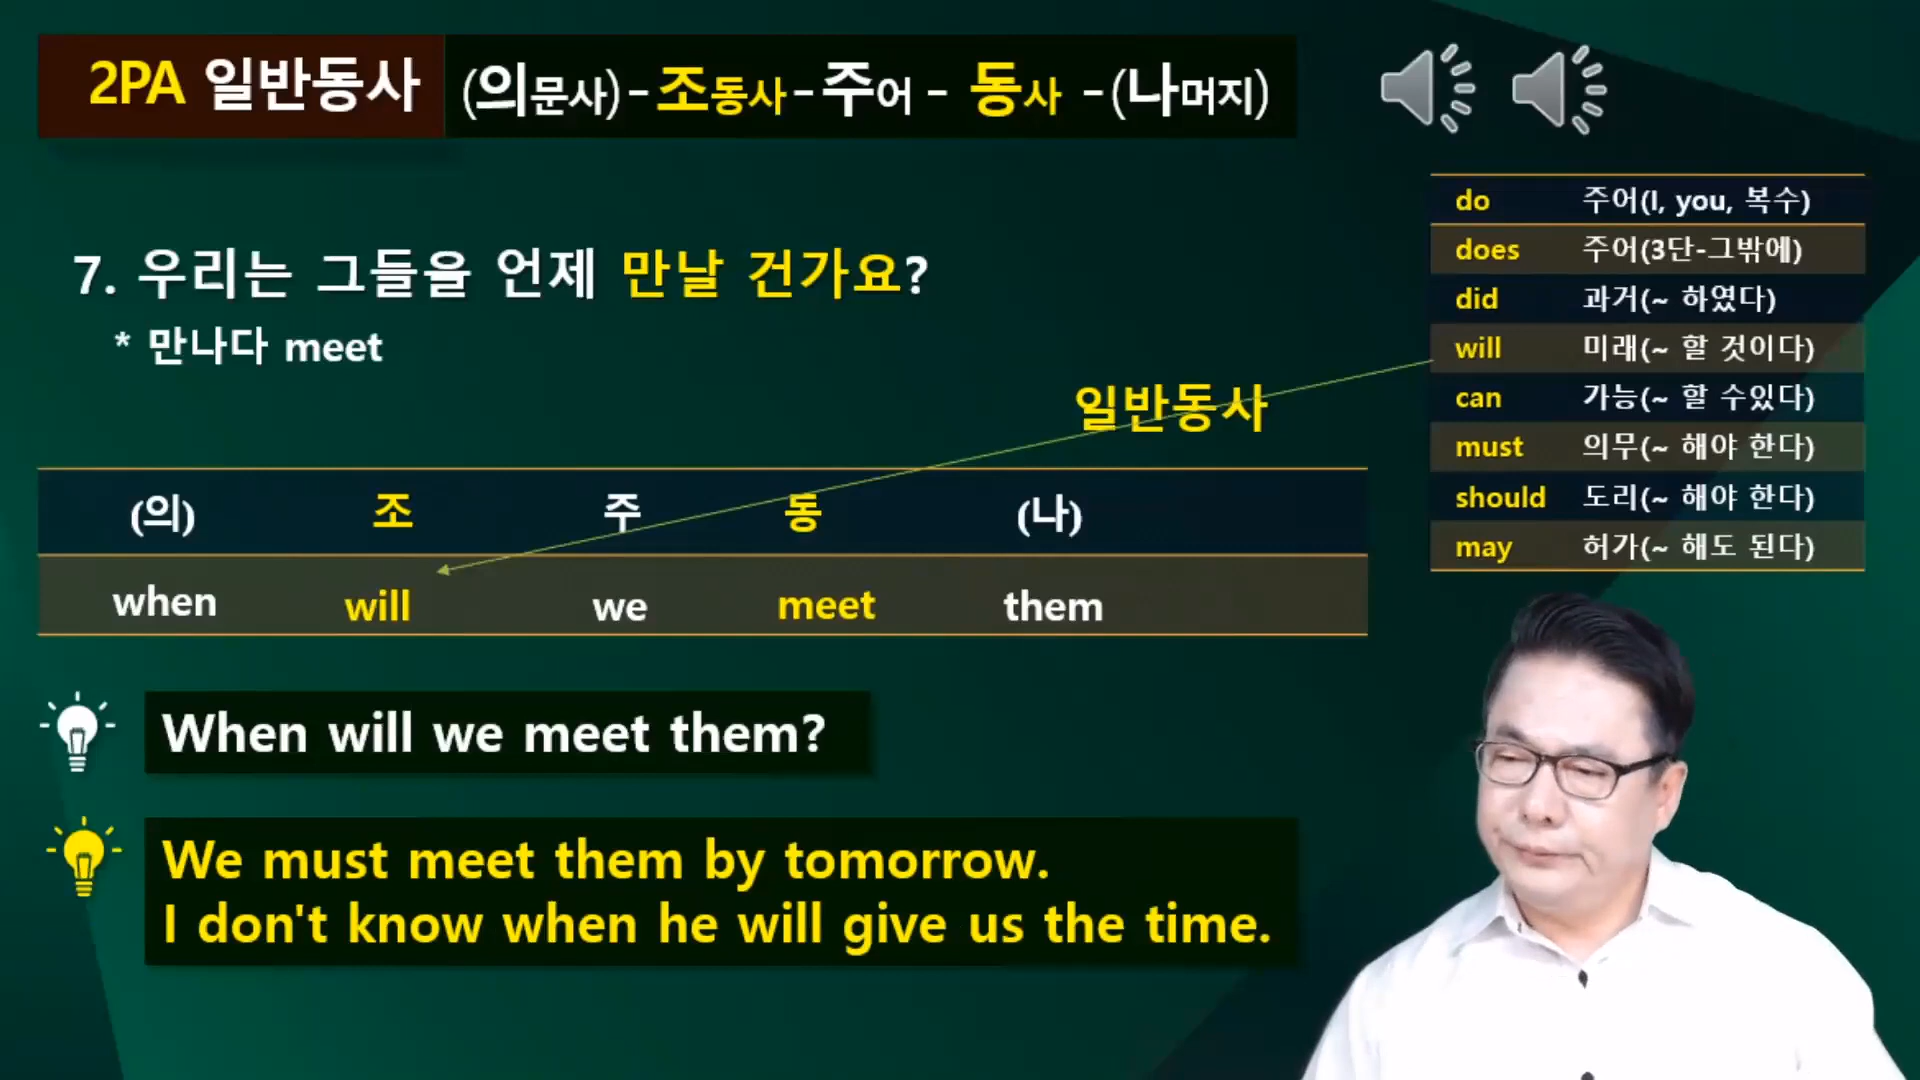 2PA 일반동사 (의문사)-조동사-주어 - 동사 -(나머지)
do 주어(I, you, 복수)
does 주어(3단-그밖에)
did 과거(~ 하였다)
will 미래(~ 할 것이다)
can 가능(~ 할 수있다)
must 의무(~ 해야 한다)
should 도리(~ 해야 한다)
may 허가(~ 해도 된다)
7. 우리는 그들을 언제 만날 건가요?
* 만나다 meet
일반동사
(의) 조 주 동 (나)
when will we meet them
When will we meet them?
We must meet them by tomorrow.
I don't know when he will give us the time.